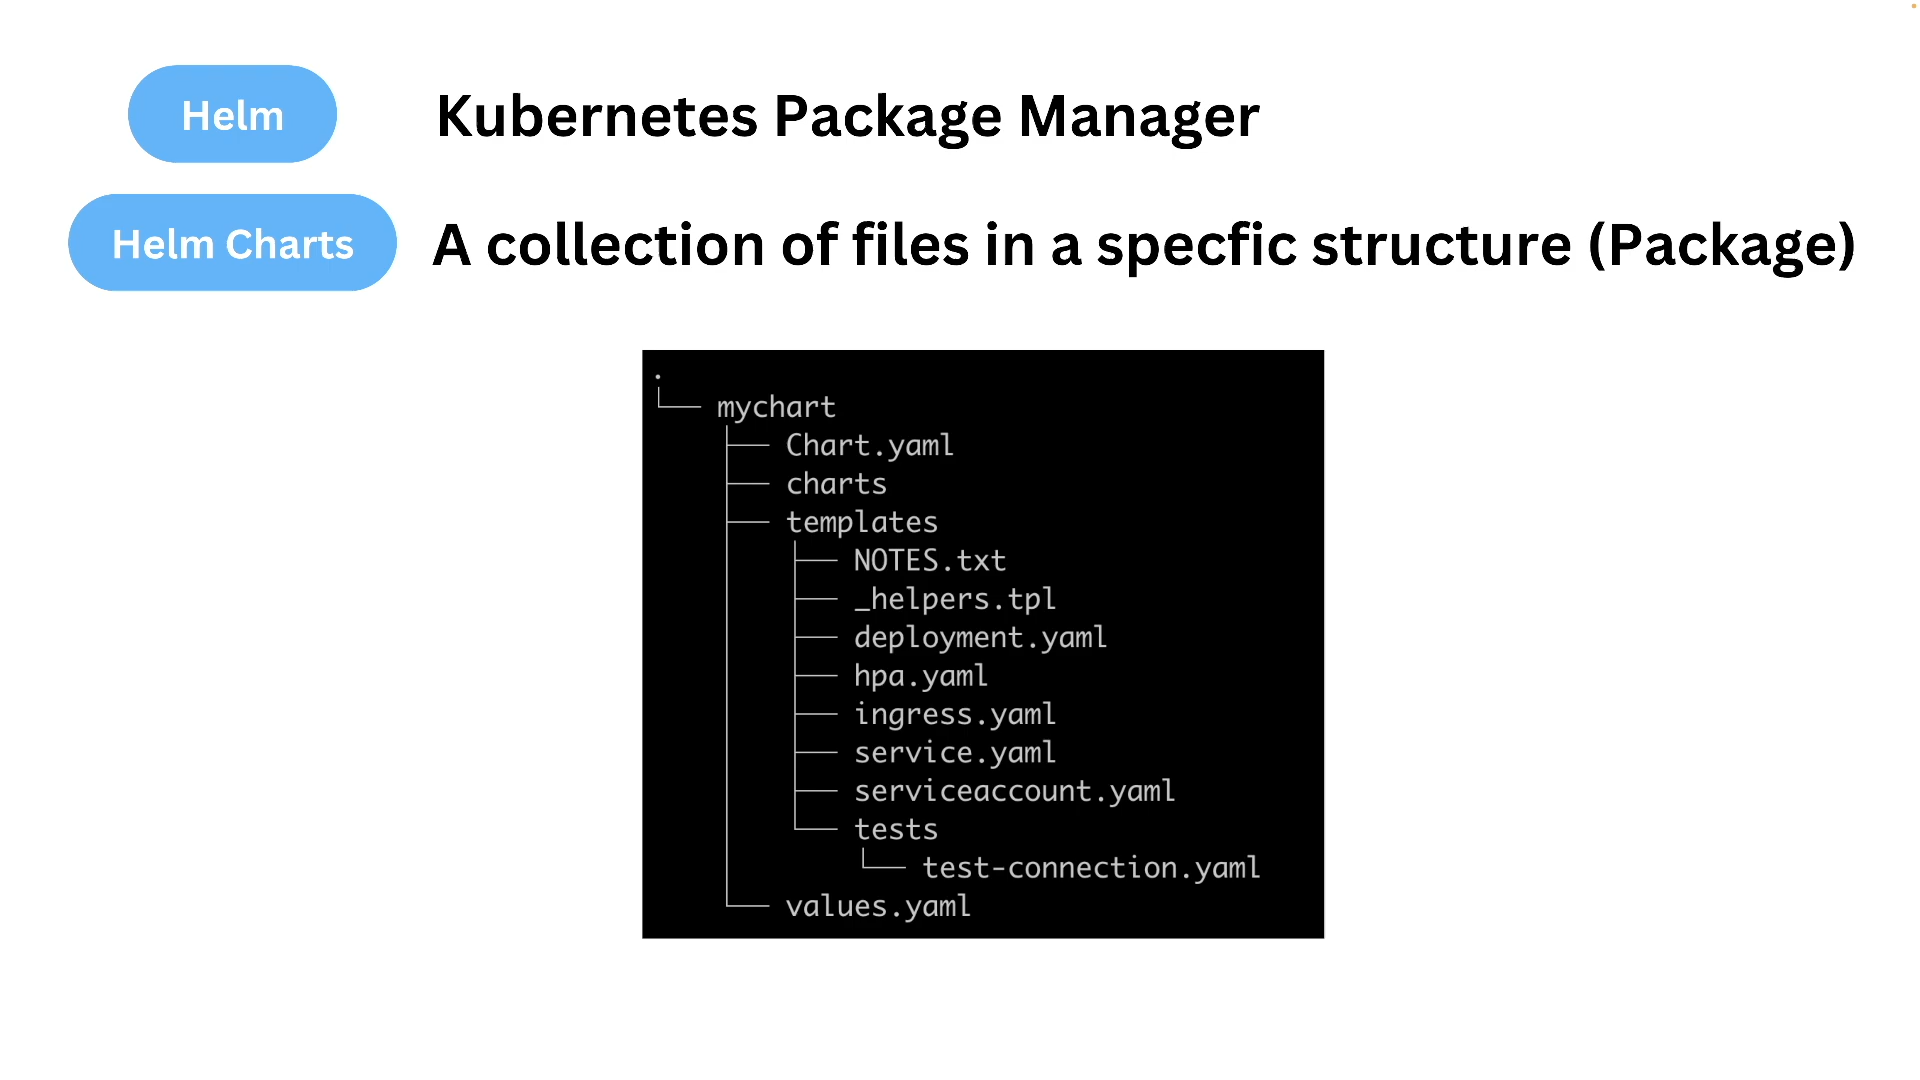 Helm
Kubernetes Package Manager
Helm Charts
A collection of files in a specfic structure (Package)
.
└── mychart
    ├── Chart.yaml
    ├── charts
    ├── templates
    │   ├── NOTES.txt
    │   ├── _helpers.tpl
    │   ├── deployment.yaml
    │   ├── hpa.yaml
    │   ├── ingress.yaml
    │   ├── service.yaml
    │   ├── serviceaccount.yaml
    │   └── tests
    │       └── test-connection.yaml
    └── values.yaml